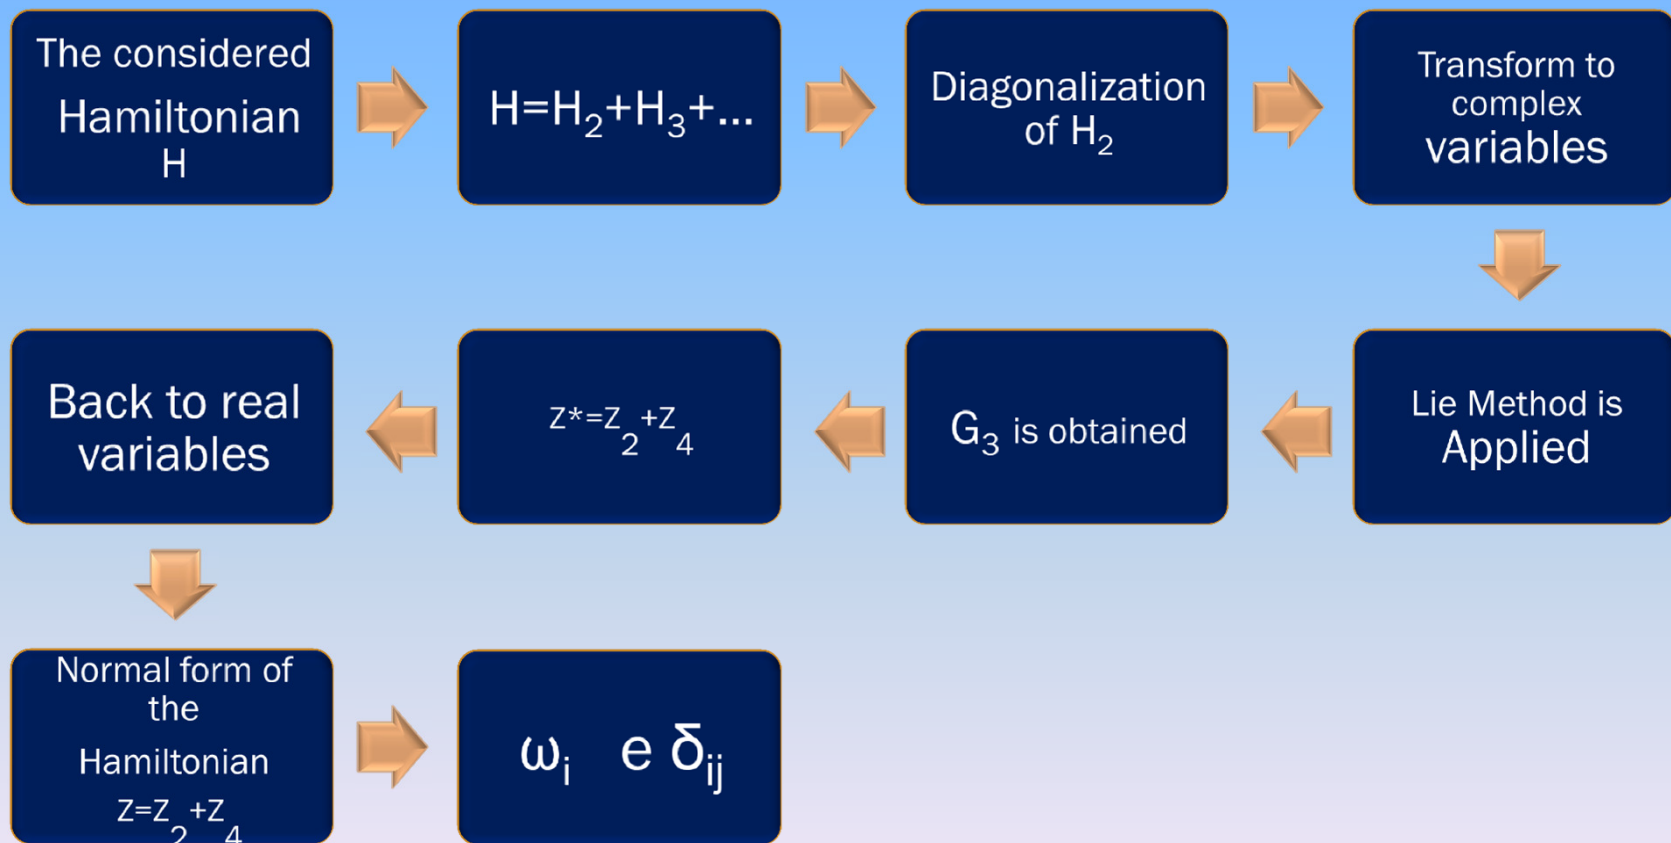 The considered
Hamiltonian
H
H=H₂+H₃+...
Diagonalization
of H₂
Transform to
complex
variables
Lie Method is
Applied
G₃ is obtained
Z*=Z₂+Z₄
Back to real
variables
Normal form of
the
Hamiltonian
Z=Z₂+Z₄
ωᵢ e δᵢⱼ